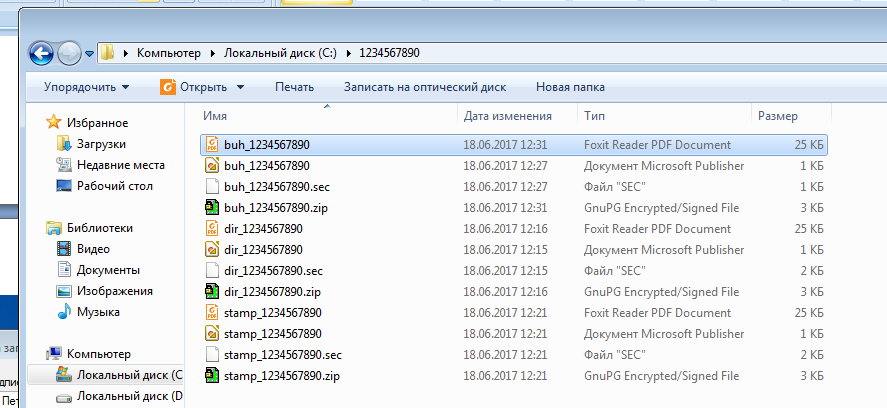 Компьютер Локальный диск (C:) 1234567890
Упорядочить Открыть Печать Записать на оптический диск Новая папка
Избранное
Загрузки
Недавние места
Рабочий стол
Библиотеки
Видео
Документы
Изображения
Музыка
Компьютер
Локальный диск (C
Локальный диск (D
Имя Дата изменения Тип Размер
buh_1234567890 18.06.2017 12:31 Foxit Reader PDF Document 25 КБ
buh_1234567890 18.06.2017 12:27 Документ Microsoft Publisher 1 КБ
buh_1234567890.sec 18.06.2017 12:27 Файл "SEC" 1 КБ
buh_1234567890.zip 18.06.2017 12:31 GnuPG Encrypted/Signed File 3 КБ
dir_1234567890 18.06.2017 12:16 Foxit Reader PDF Document 25 КБ
dir_1234567890 18.06.2017 12:15 Документ Microsoft Publisher 1 КБ
dir_1234567890.sec 18.06.2017 12:15 Файл "SEC" 2 КБ
dir_1234567890.zip 18.06.2017 12:16 GnuPG Encrypted/Signed File 3 КБ
stamp_1234567890 18.06.2017 12:21 Foxit Reader PDF Document 25 КБ
stamp_1234567890 18.06.2017 12:21 Документ Microsoft Publisher 1 КБ
stamp_1234567890.sec 18.06.2017 12:21 Файл "SEC" 2 КБ
stamp_1234567890.zip 18.06.2017 12:21 GnuPG Encrypted/Signed File 3 КБ